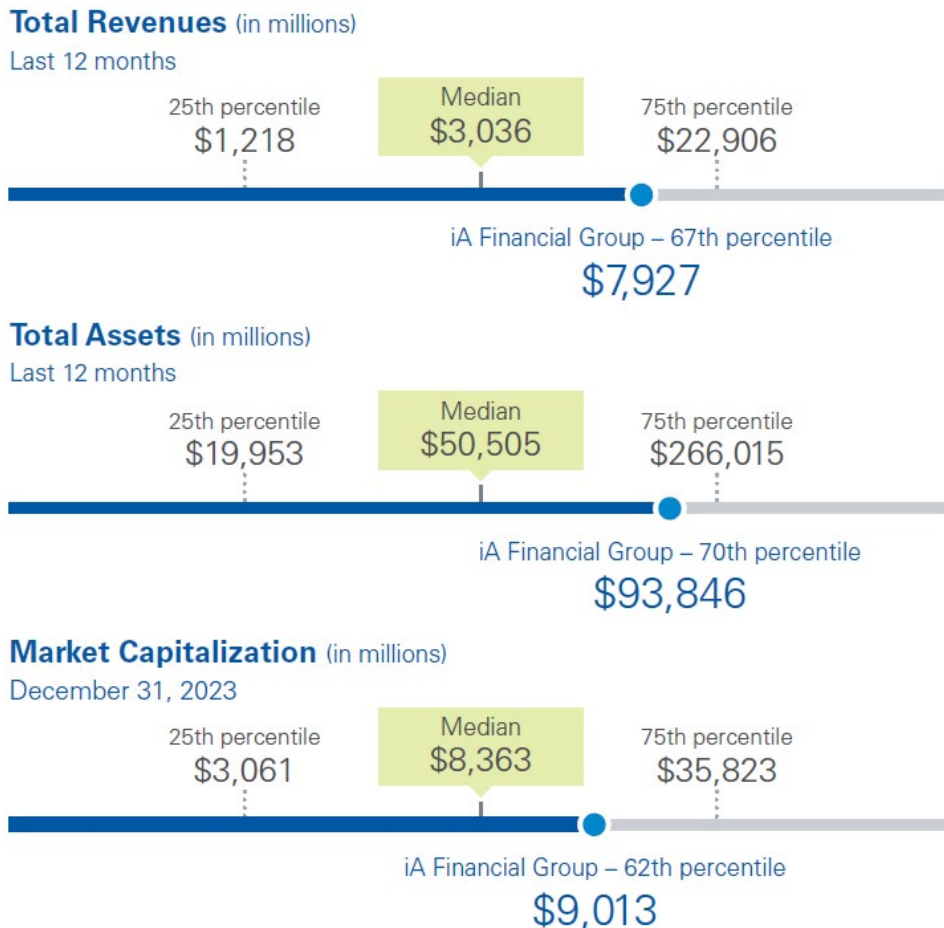 Total Revenues (in millions)
Last 12 months
25th percentile
$1,218
Median
$3,036
75th percentile
$22,906
iA Financial Group – 67th percentile
$7,927
Total Assets (in millions)
Last 12 months
25th percentile
$19,953
Median
$50,505
75th percentile
$266,015
iA Financial Group – 70th percentile
$93,846
Market Capitalization (in millions)
December 31, 2023
25th percentile
$3,061
Median
$8,363
75th percentile
$35,823
iA Financial Group – 62th percentile
$9,013